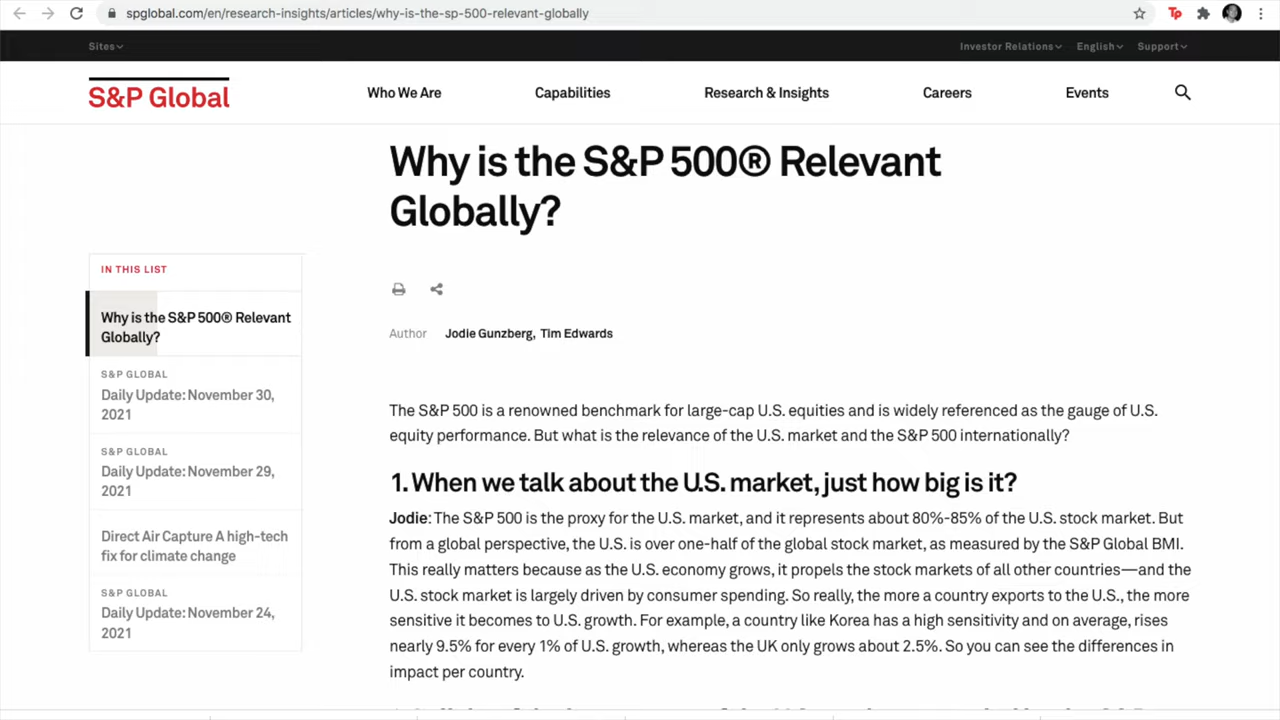 spglobal.com/en/research-insights/articles/why-is-the-sp-500-relevant-globally
Tp
Sites
Investor Relations
English
Support
S&P Global
Who We Are
Capabilities
Research & Insights
Careers
Events
Why is the S&P 500® Relevant
Globally?
IN THIS LIST
Why is the S&P 500® Relevant
Globally?
S&P GLOBAL
Daily Update: November 30,
2021
S&P GLOBAL
Daily Update: November 29,
2021
Direct Air Capture A high-tech
fix for climate change
S&P GLOBAL
Daily Update: November 24,
2021
Author Jodie Gunzberg, Tim Edwards
The S&P 500 is a renowned benchmark for large-cap U.S. equities and is widely referenced as the gauge of U.S.
equity performance. But what is the relevance of the U.S. market and the S&P 500 internationally?
1. When we talk about the U.S. market, just how big is it?
Jodie: The S&P 500 is the proxy for the U.S. market, and it represents about 80%-85% of the U.S. stock market. But
from a global perspective, the U.S. is over one-half of the global stock market, as measured by the S&P Global BMI.
This really matters because as the U.S. economy grows, it propels the stock markets of all other countries—and the
U.S. stock market is largely driven by consumer spending. So really, the more a country exports to the U.S., the more
sensitive it becomes to U.S. growth. For example, a country like Korea has a high sensitivity and on average, rises
nearly 9.5% for every 1% of U.S. growth, whereas the UK only grows about 2.5%. So you can see the differences in
impact per country.